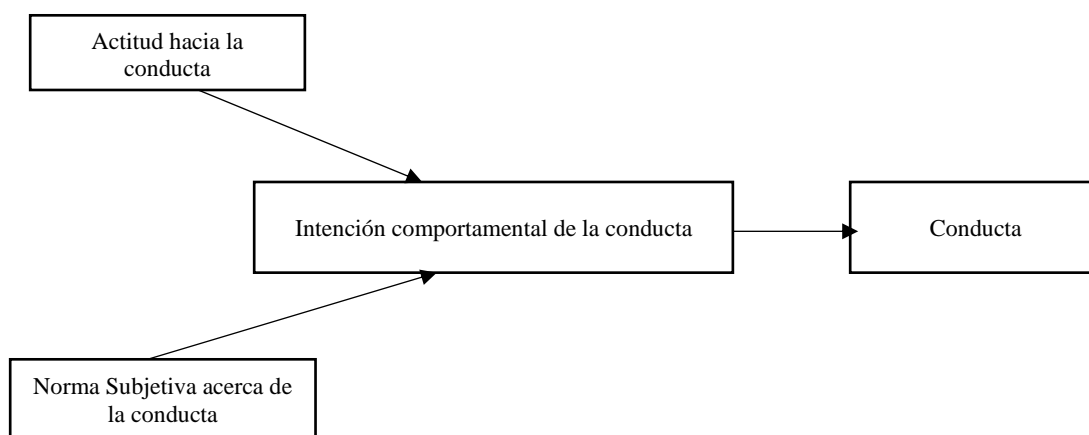 Actitud hacia la
conducta
Intención comportamental de la conducta
Conducta
Norma Subjetiva acerca de
la conducta